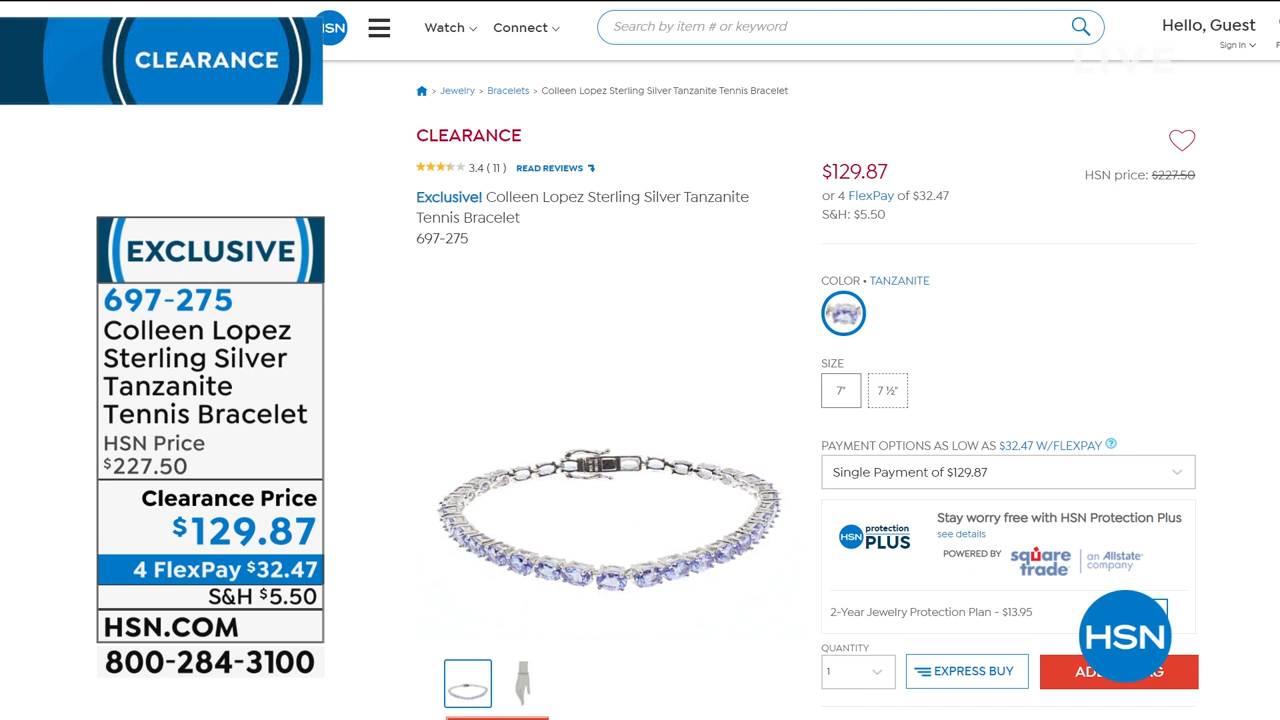 CLEARANCE
HSN
Watch
Connect
Search by item # or keyword
Hello, Guest
Sign In
LIVE
> Jewelry > Bracelets > Colleen Lopez Sterling Silver Tanzanite Tennis Bracelet
CLEARANCE
3.4 ( 11 ) READ REVIEWS
Exclusive! Colleen Lopez Sterling Silver Tanzanite
Tennis Bracelet
697-275
$129.87
HSN price: $227.50
or 4 FlexPay of $32.47
S&H: $5.50
COLOR • TANZANITE
SIZE
7"
7 ½"
PAYMENT OPTIONS AS LOW AS $32.47 W/FLEXPAY ?
Single Payment of $129.87
HSN protection PLUS
Stay worry free with HSN Protection Plus
see details
POWERED BY
square trade
an Allstate company
2-Year Jewelry Protection Plan - $13.95
QUANTITY
1
EXPRESS BUY
HSN
EXCLUSIVE
697-275
Colleen Lopez
Sterling Silver
Tanzanite
Tennis Bracelet
HSN Price
$227.50
Clearance Price
$129.87
4 FlexPay $32.47
S&H $5.50
HSN.COM
800-284-3100